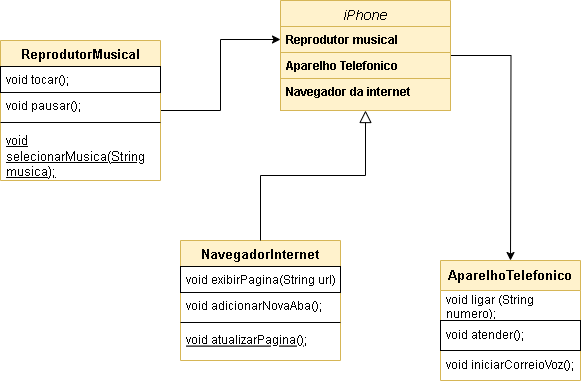 iPhone
Reprodutor musical
Aparelho Telefonico
Navegador da internet
ReprodutorMusical
void tocar();
void pausar();
void
selecionarMusica(String
musica);
NavegadorInternet
void exibirPagina(String url)
void adicionarNovaAba();
void atualizarPagina();
AparelhoTelefonico
void ligar (String
numero);
void atender();
void iniciarCorreioVoz();